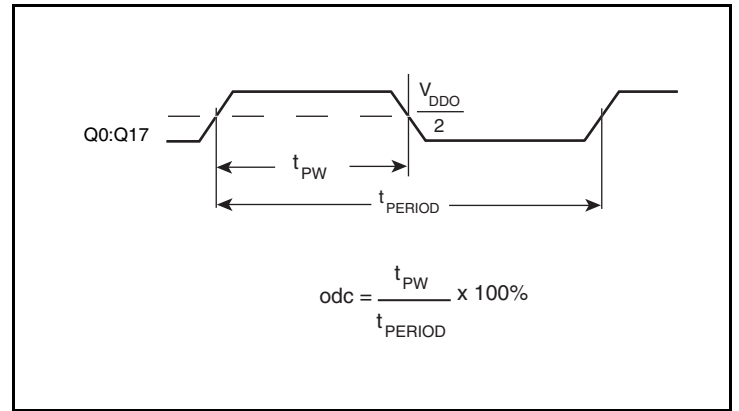 V_DDO
2
Q0:Q17
t_PW
t_PERIOD
odc = t_PW / t_PERIOD x 100%